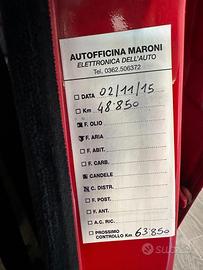 AUTOFFICINA MARONI
ELETTRONICA DELL'AUTO
Tel. 0362.506372
DATA 02/11/15
Km 48.850
F. OLIO
F. ARIA
F. ABIT.
F. CARB.
CANDELE
C. DISTR.
F. POST.
F. ANT.
A.C. RIC.
PROSSIMO
CONTROLLO Km 63.850
subito